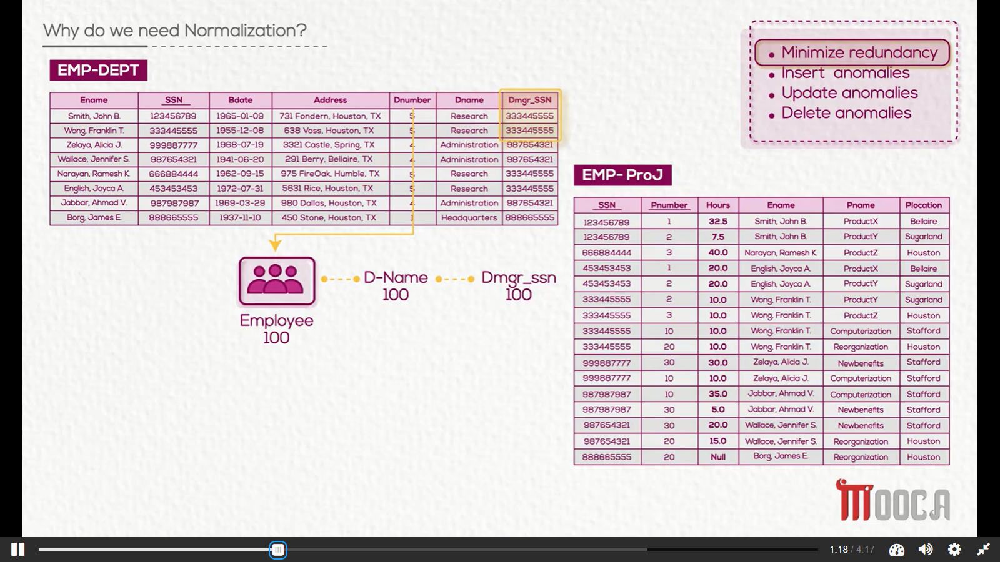 Why do we need Normalization?
Minimize redundancy
Insert anomalies
Update anomalies
Delete anomalies
EMP-DEPT
Ename SSN Bdate Address Dnumber Dname Dmgr_SSN
Smith, John B. 123456789 1965-01-09 731 Fondern, Houston, TX 5 Research 333445555
Wong, Franklin T. 333445555 1955-12-08 638 Voss, Houston, TX 5 Research 333445555
Zelaya, Alicia J. 999887777 1968-07-19 3321 Castle, Spring, TX 4 Administration 987654321
Wallace, Jennifer S. 987654321 1941-06-20 291 Berry, Bellaire, TX 4 Administration 987654321
Narayan, Ramesh K. 666884444 1962-09-15 975 FireOak, Humble, TX 5 Research 333445555
English, Joyca A. 453453453 1972-07-31 5631 Rice, Houston, TX 5 Research 333445555
Jabbar, Ahmad V. 987987987 1969-03-29 980 Dallas, Houston, TX 4 Administration 987654321
Borg, James E. 888665555 1937-11-10 450 Stone, Houston, TX 1 Headquarters 888665555
D-Name Dmgr_ssn
100 100
Employee
100
EMP- ProJ
SSN Pnumber Hours Ename Pname Plocation
123456789 1 32.5 Smith, John B. ProductX Bellaire
123456789 2 7.5 Smith, John B. ProductY Sugarland
666884444 3 40.0 Narayan, Ramesh K. ProductZ Houston
453453453 1 20.0 English, Joyca A. ProductX Bellaire
453453453 2 20.0 English, Joyca A. ProductY Sugarland
333445555 2 10.0 Wong, Franklin T. ProductY Sugarland
333445555 3 10.0 Wong, Franklin T. ProductZ Houston
333445555 10 10.0 Wong, Franklin T. Computerization Stafford
333445555 20 10.0 Wong, Franklin T. Reorganization Houston
999887777 30 30.0 Zelaya, Alicia J. Newbenefits Stafford
999887777 10 10.0 Zelaya, Alicia J. Computerization Stafford
987987987 10 35.0 Jabbar, Ahmad V. Computerization Stafford
987987987 30 5.0 Jabbar, Ahmad V. Newbenefits Stafford
987654321 30 20.0 Wallace, Jennifer S. Newbenefits Stafford
987654321 20 15.0 Wallace, Jennifer S. Reorganization Houston
888665555 20 Null Borg, James E. Reorganization Houston
MOOCA
1:18 / 4:17